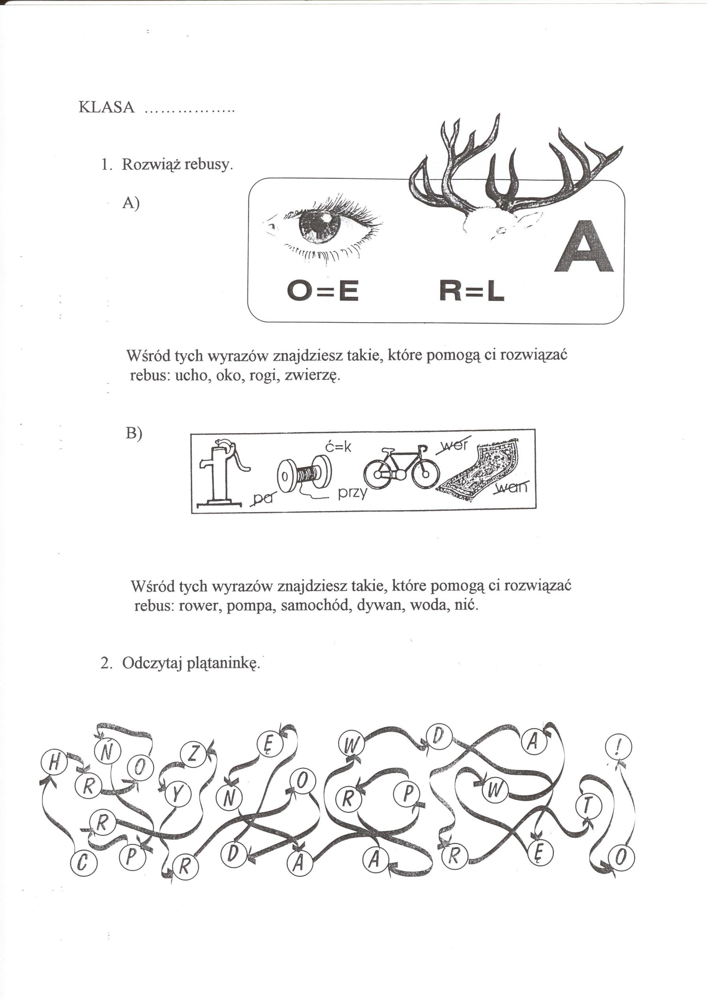 KLASA ..................
1. Rozwiąż rebusy.
A)
A
O=E R=L
Wśród tych wyrazów znajdziesz takie, które pomogą ci rozwiązać
rebus: ucho, oko, rogi, zwierzę.
B)
ć=k wer
pa przy wan
Wśród tych wyrazów znajdziesz takie, które pomogą ci rozwiązać
rebus: rower, pompa, samochód, dywan, woda, nić.
2. Odczytaj plątaninkę.
H Ń O Z Ę W D A !
R Y N O R P W T
R C P R D A A R Ę O